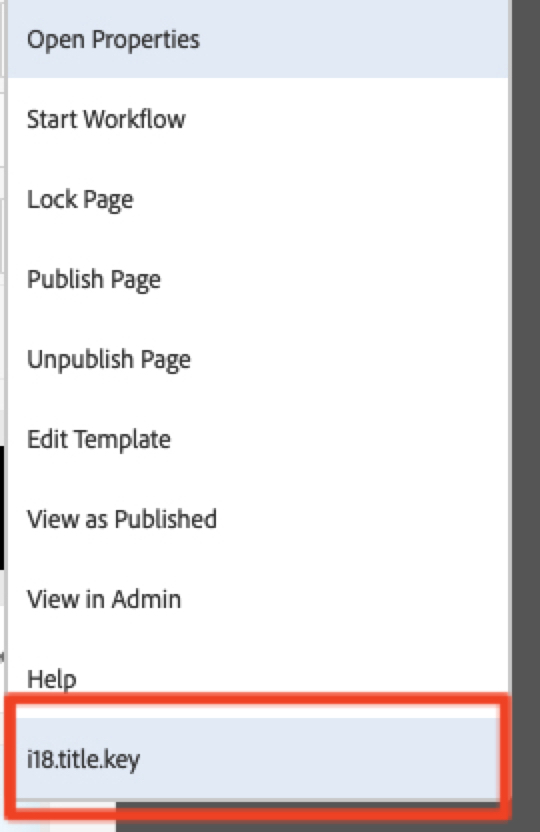 Open Properties
Start Workflow
Lock Page
Publish Page
Unpublish Page
Edit Template
View as Published
View in Admin
Help
i18.title.key